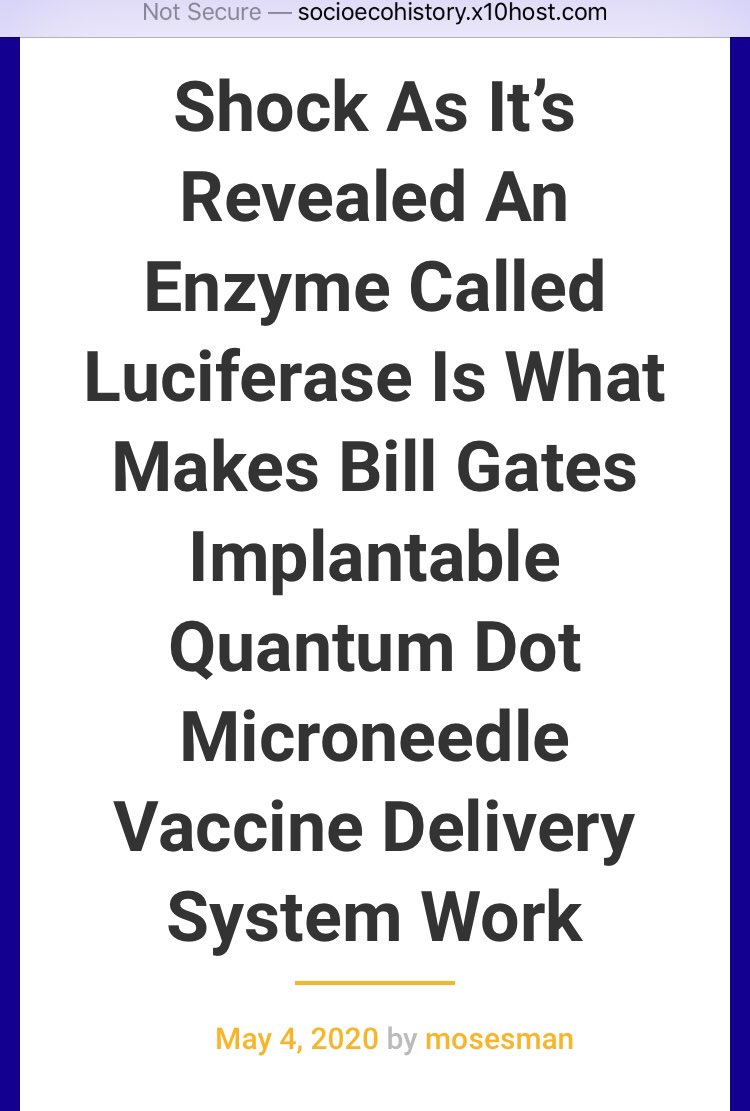 Not Secure — socioecohistory.x10host.com
Shock As It’s
Revealed An
Enzyme Called
Luciferase Is What
Makes Bill Gates
Implantable
Quantum Dot
Microneedle
Vaccine Delivery
System Work
May 4, 2020 by mosesman